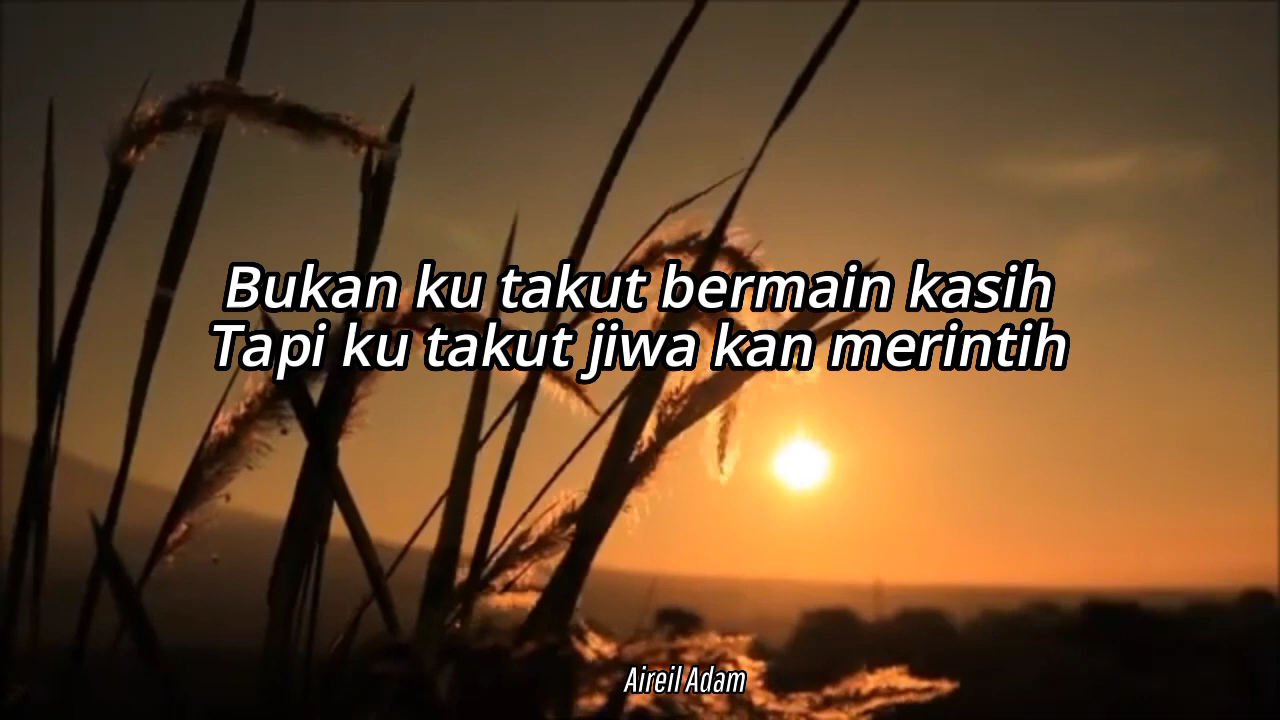 Bukan ku takut bermain kasih
Tapi ku takut jiwa kan merintih
Aireil Adam